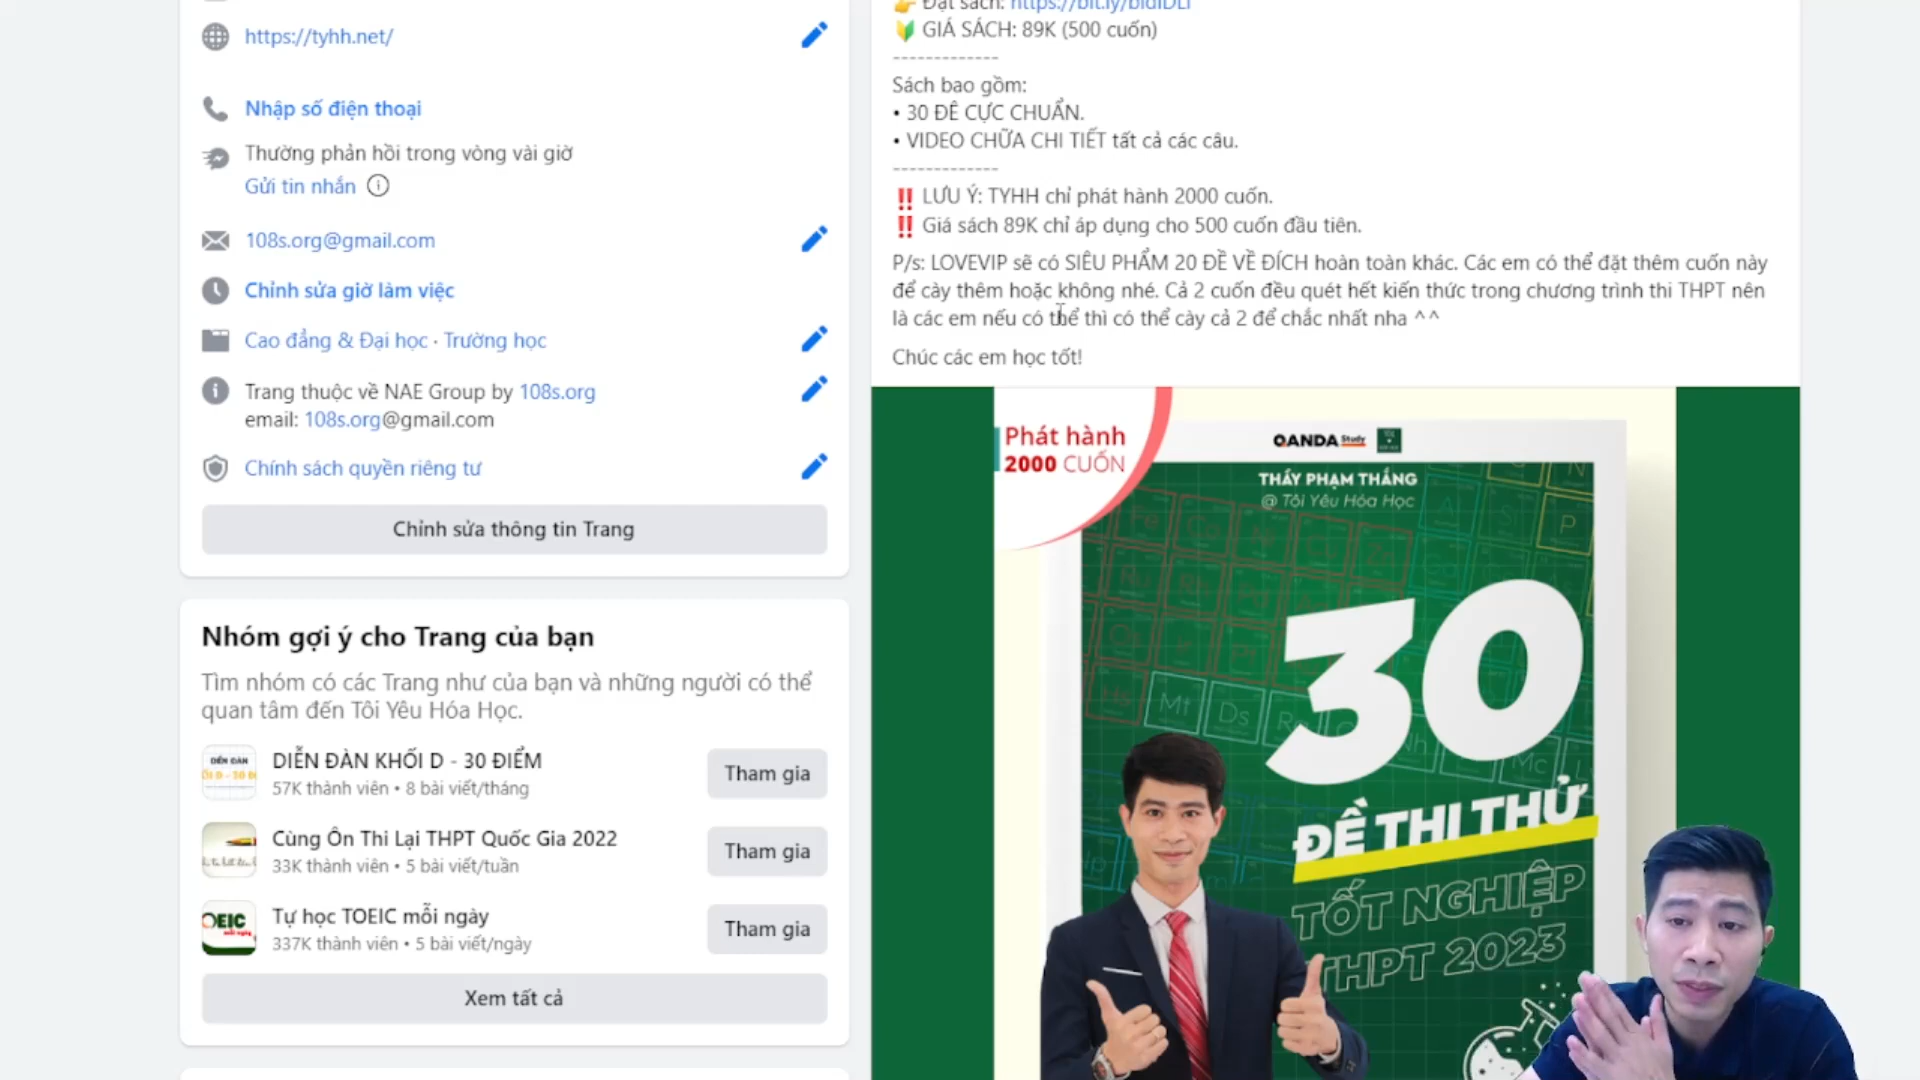 https://tyhh.net/
Nhập số điện thoại
Thường phản hồi trong vòng vài giờ
Gửi tin nhắn
108s.org@gmail.com
Chỉnh sửa giờ làm việc
Cao đẳng & Đại học · Trường học
Trang thuộc về NAE Group by 108s.org
email: 108s.org@gmail.com
Chính sách quyền riêng tư
Chỉnh sửa thông tin Trang
Nhóm gợi ý cho Trang của bạn
Tìm nhóm có các Trang như của bạn và những người có thể
quan tâm đến Tôi Yêu Hóa Học.
DIỄN ĐÀN KHỐI D - 30 ĐIỂM
57K thành viên • 8 bài viết/tháng
Tham gia
Cùng Ôn Thi Lại THPT Quốc Gia 2022
33K thành viên • 5 bài viết/tuần
Tham gia
Tự học TOEIC mỗi ngày
337K thành viên • 5 bài viết/ngày
Tham gia
Xem tất cả
Đặt sách:
GIÁ SÁCH: 89K (500 cuốn)
-------------
Sách bao gồm:
• 30 ĐỀ CỰC CHUẨN.
• VIDEO CHỮA CHI TIẾT tất cả các câu.
-------------
‼ LƯU Ý: TYHH chỉ phát hành 2000 cuốn.
‼ Giá sách 89K chỉ áp dụng cho 500 cuốn đầu tiên.
P/s: LOVEVIP sẽ có SIÊU PHẨM 20 ĐỀ VỀ ĐÍCH hoàn toàn khác. Các em có thể đặt thêm cuốn này
để cày thêm hoặc không nhé. Cả 2 cuốn đều quét hết kiến thức trong chương trình thi THPT nên
là các em nếu có thể thì có thể cày cả 2 để chắc nhất nha ^^
Chúc các em học tốt!
Phát hành
2000 CUỐN
QANDA Study
THẦY PHẠM THẮNG
@ Tôi Yêu Hóa Học
30
ĐỀ THI THỬ
TỐT NGHIỆP
THPT 2023